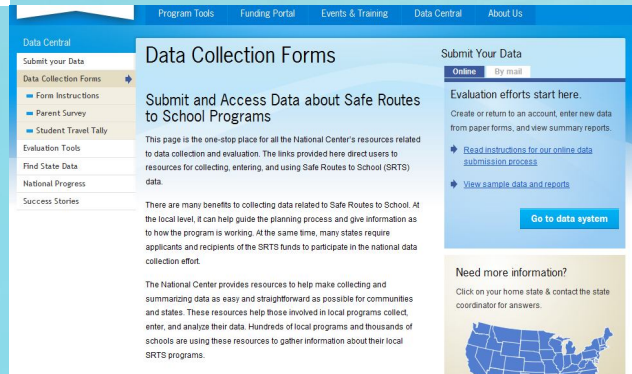 Program Tools
Funding Portal
Events & Training
Data Central
About Us
Data Central
Submit your Data
Data Collection Forms
Form Instructions
Parent Survey
Student Travel Tally
Evaluation Tools
Find State Data
National Progress
Success Stories
Data Collection Forms
Submit and Access Data about Safe Routes
to School Programs
This page is the one-stop place for all the National Center's resources related
to data collection and evaluation. The links provided here direct users to
resources for collecting, entering, and using Safe Routes to School (SRTS)
data.
There are many benefits to collecting data related to Safe Routes to School. At
the local level, it can help guide the planning process and give information as
to how the program is working. At the same time, many states require
applicants and recipients of the SRTS funds to participate in the national data
collection effort.
The National Center provides resources to help make collecting and
summarizing data as easy and straightforward as possible for communities
and states. These resources help those involved in local programs collect,
enter, and analyze their data. Hundreds of local programs and thousands of
schools are using these resources to gather information about their local
SRTS programs.
Submit Your Data
Online
By mail
Evaluation efforts start here.
Create or return to an account, enter new data
from paper forms, and view summary reports.
Read instructions for our online data
submission process
View sample data and reports
Go to data system
Need more information?
Click on your home state & contact the state
coordinator for answers.